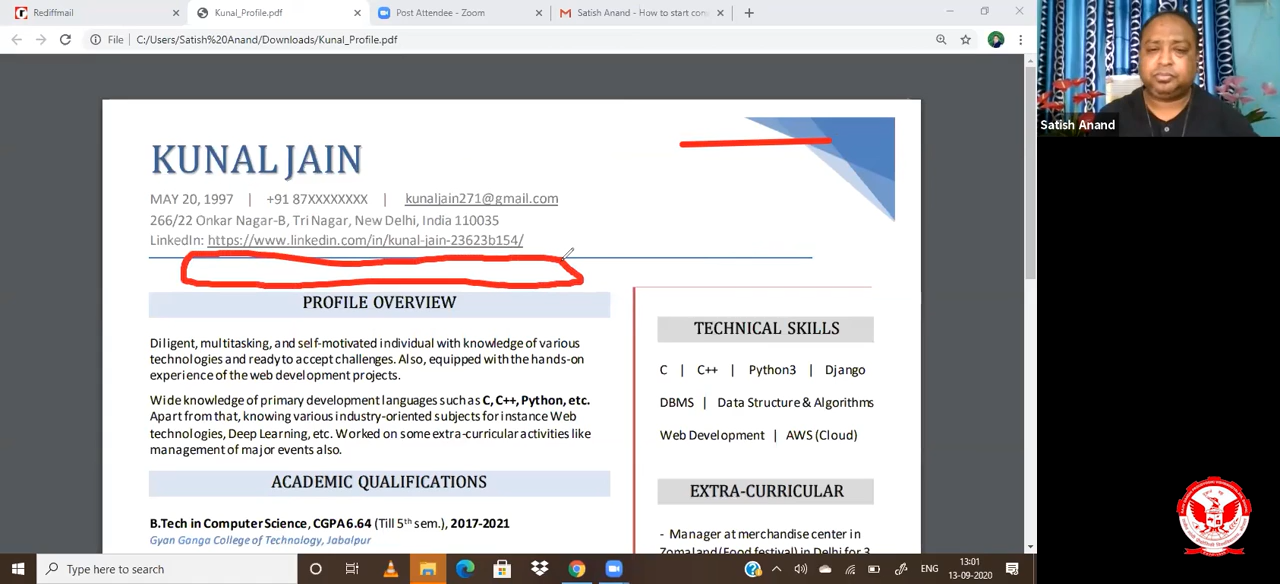 Rediffmail
Kunal_Profile.pdf
Post Attendee - Zoom
Satish Anand - How to start con
File
C:/Users/Satish%20Anand/Downloads/Kunal_Profile.pdf
Satish Anand
KUNAL JAIN
MAY 20, 1997 | +91 87XXXXXXXX | kunaljain271@gmail.com
266/22 Onkar Nagar-B, Tri Nagar, New Delhi, India 110035
LinkedIn: https://www.linkedin.com/in/kunal-jain-23623b154/
PROFILE OVERVIEW
Diligent, multitasking, and self-motivated individual with knowledge of various
technologies and ready to accept challenges. Also, equipped with the hands-on
experience of the web development projects.
Wide knowledge of primary development languages such as C, C++, Python, etc.
Apart from that, knowing various industry-oriented subjects for instance Web
technologies, Deep Learning, etc. Worked on some extra-curricular activities like
management of major events also.
ACADEMIC QUALIFICATIONS
B.Tech in Computer Science, CGPA 6.64 (Till 5th sem.), 2017-2021
Gyan Ganga College of Technology, Jabalpur
TECHNICAL SKILLS
C | C++ | Python3 | Django
DBMS | Data Structure & Algorithms
Web Development | AWS (Cloud)
EXTRA-CURRICULAR
- Manager at merchandise center in
Zomaland (Food festival) in Delhi for 3
Type here to search
ENG
13:01
13-09-2020